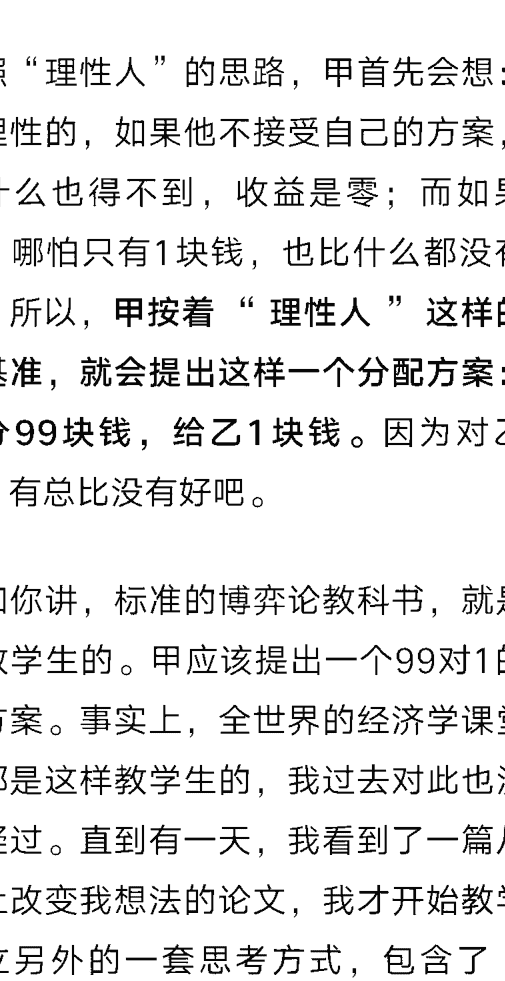 “理性人”的思路，甲首先会想：
理性的，如果他不接受自己的方案，
什么也得不到，收益是零；而如果
哪怕只有1块钱，也比什么都没有
所以，甲按着“理性人”这样的
基准，就会提出这样一个分配方案：
分99块钱，给乙1块钱。因为对乙
有总比没有好吧。
和你讲，标准的博弈论教科书，就是
教学生的。甲应该提出一个99对1的
方案。事实上，全世界的经济学课堂
都是这样教学生的，我过去对此也没
疑过。直到有一天，我看到了一篇从
上改变我想法的论文，我才开始教学
立另外的一套思考方式，包含了